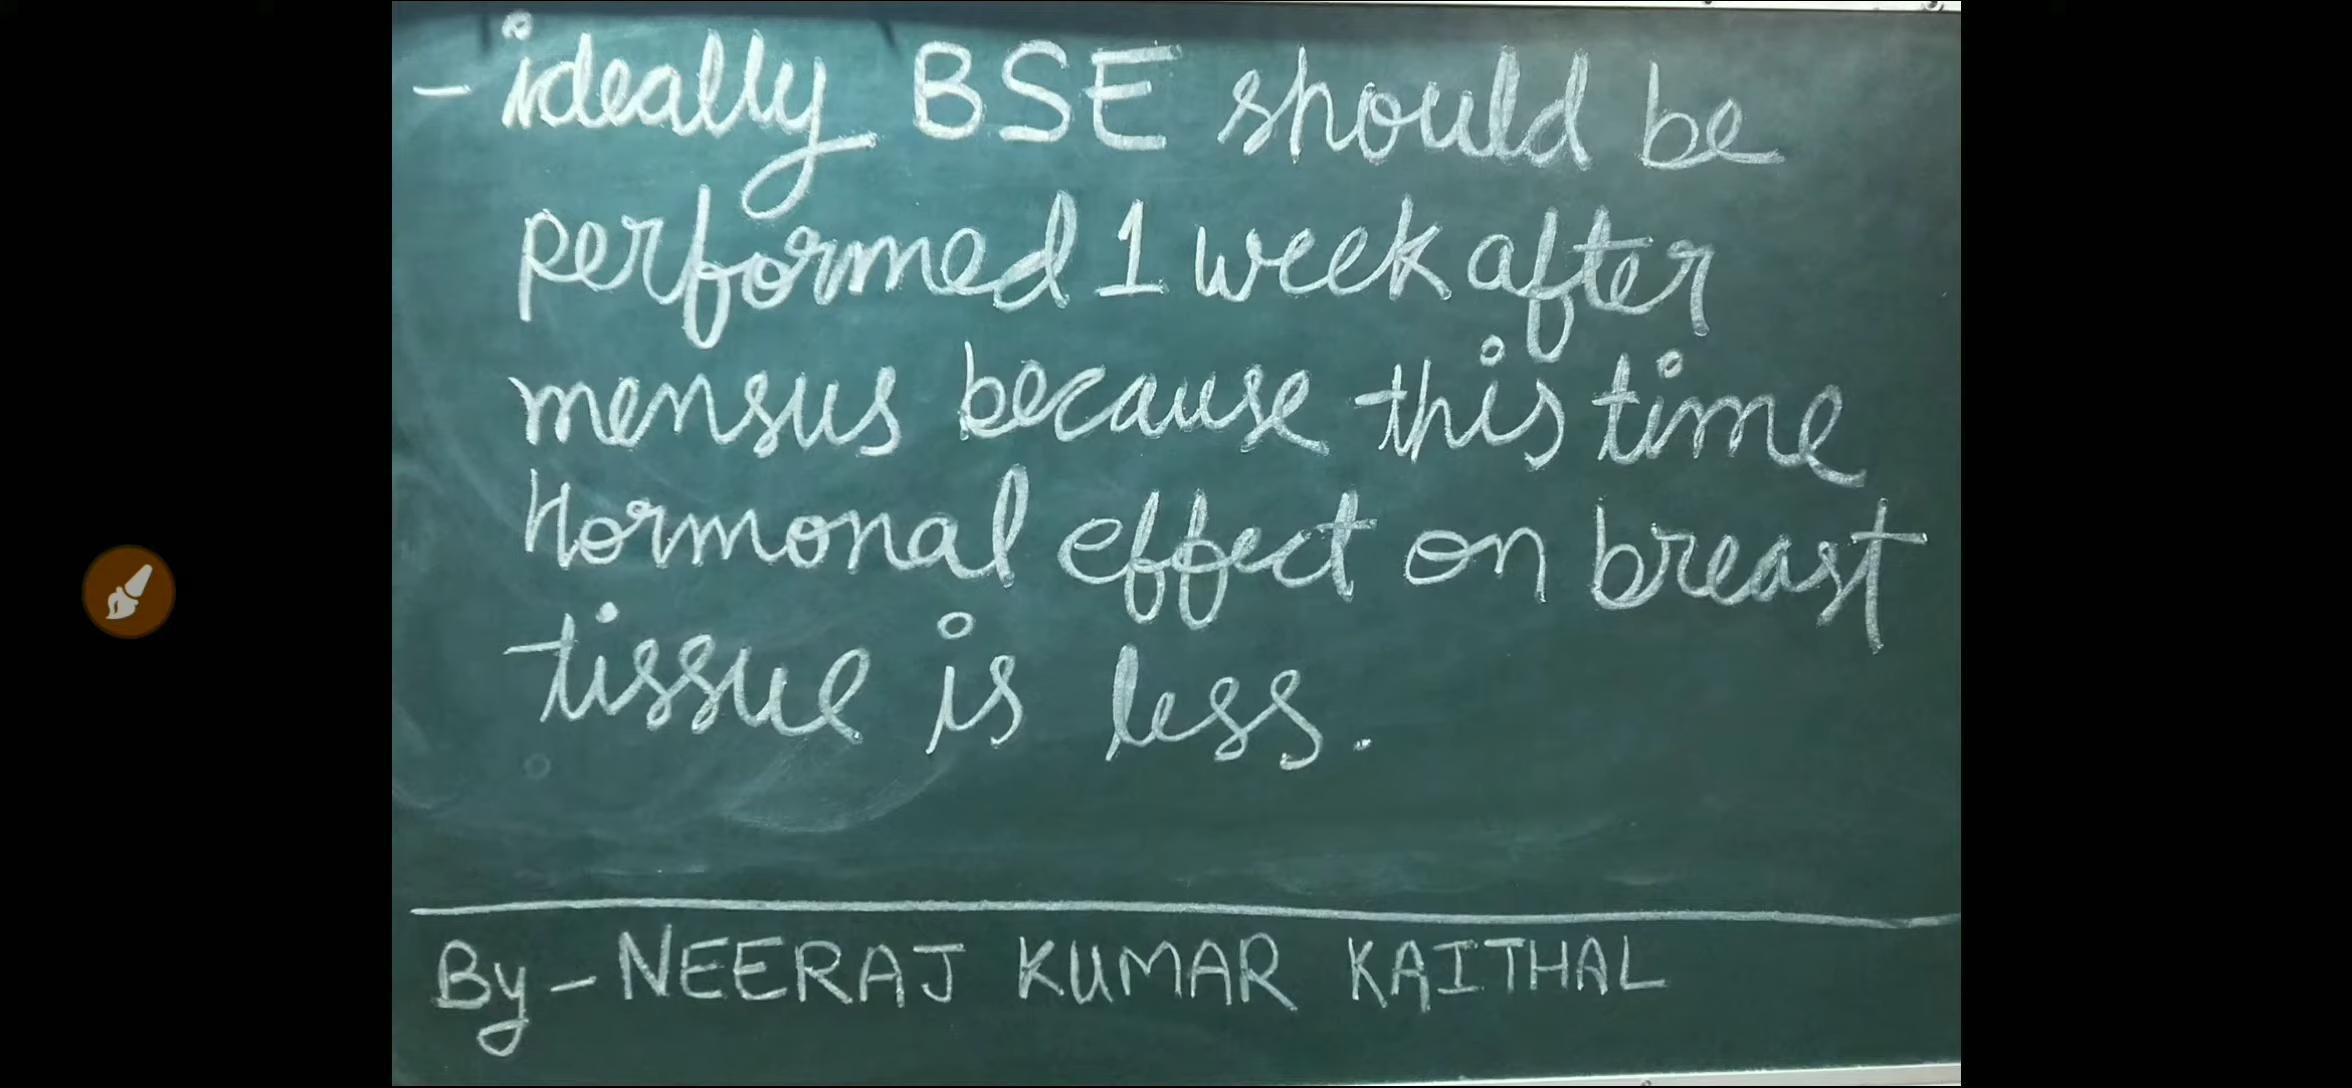 - ideally BSE should be
performed 1 week after
mensus because this time
Hormonal effect on breast
tissue is less.
By - NEERAJ KUMAR KAITHAL